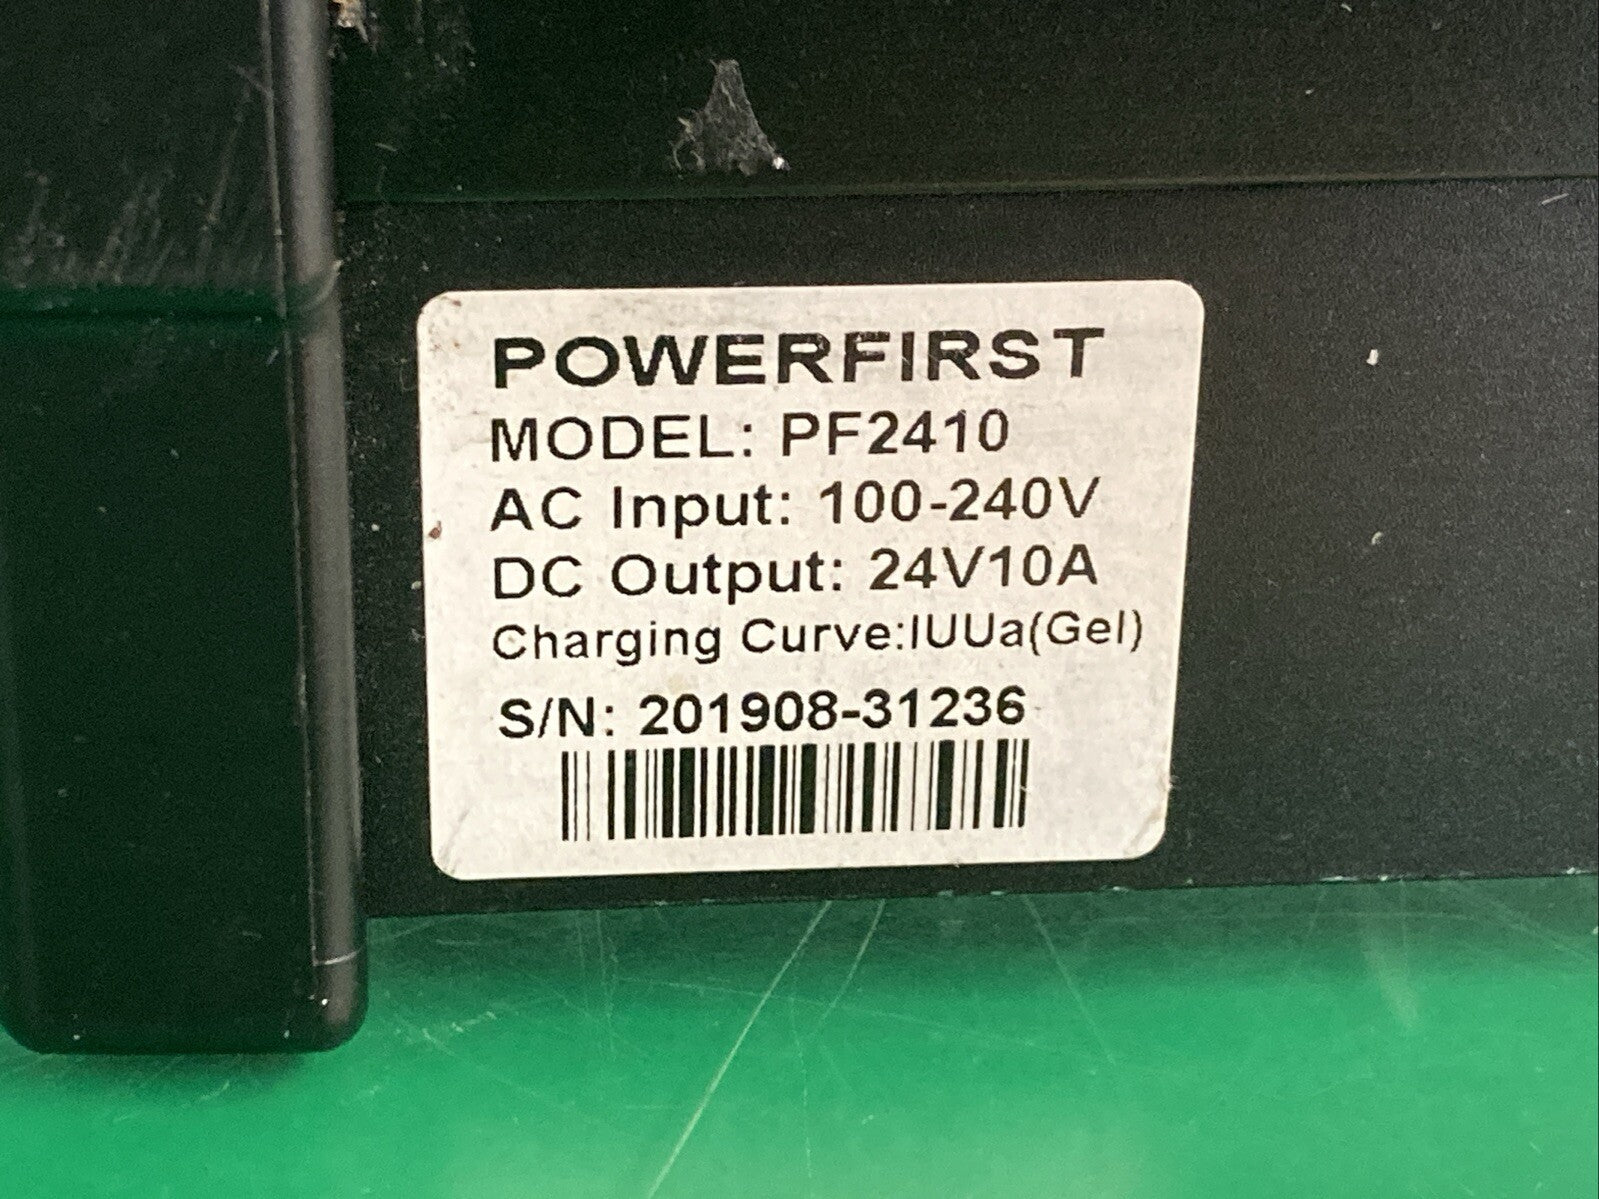 POWERFIRST
MODEL: PF2410
AC Input: 100-240V
DC Output: 24V10A
Charging Curve:IUUa(Gel)
S/N: 201908-31236